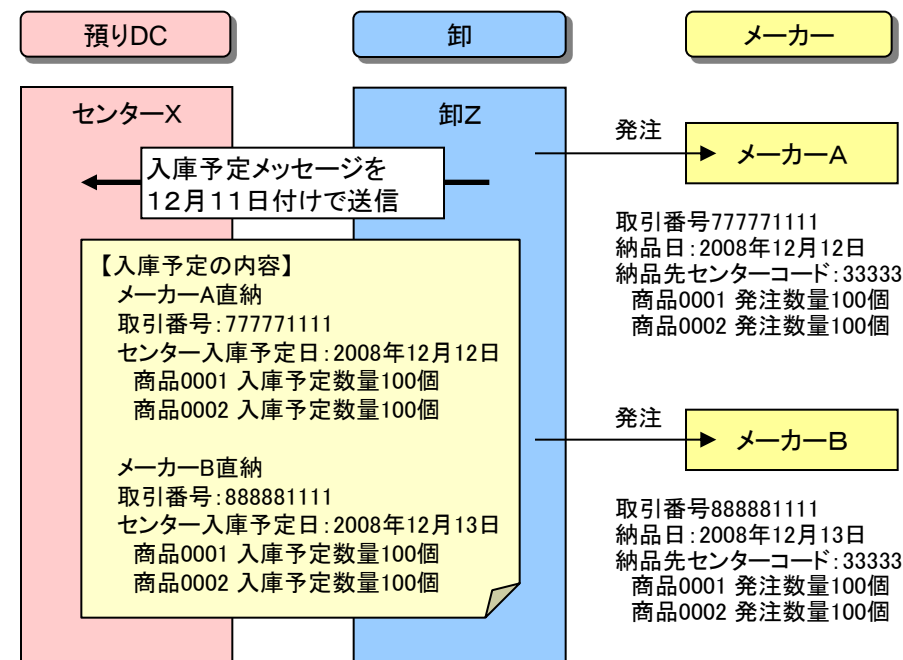 預りDC
卸
メーカー
センターX
卸Z
発注
メーカーA
入庫予定メッセージを
12月11日付けで送信
取引番号777771111
納品日:2008年12月12日
納品先センターコード:33333
商品0001 発注数量100個
商品0002 発注数量100個
【入庫予定の内容】
メーカーA直納
取引番号:777771111
センター入庫予定日:2008年12月12日
商品0001 入庫予定数量100個
商品0002 入庫予定数量100個
メーカーB直納
取引番号:888881111
センター入庫予定日:2008年12月13日
商品0001 入庫予定数量100個
商品0002 入庫予定数量100個
発注
メーカーB
取引番号888881111
納品日:2008年12月13日
納品先センターコード:33333
商品0001 発注数量100個
商品0002 発注数量100個